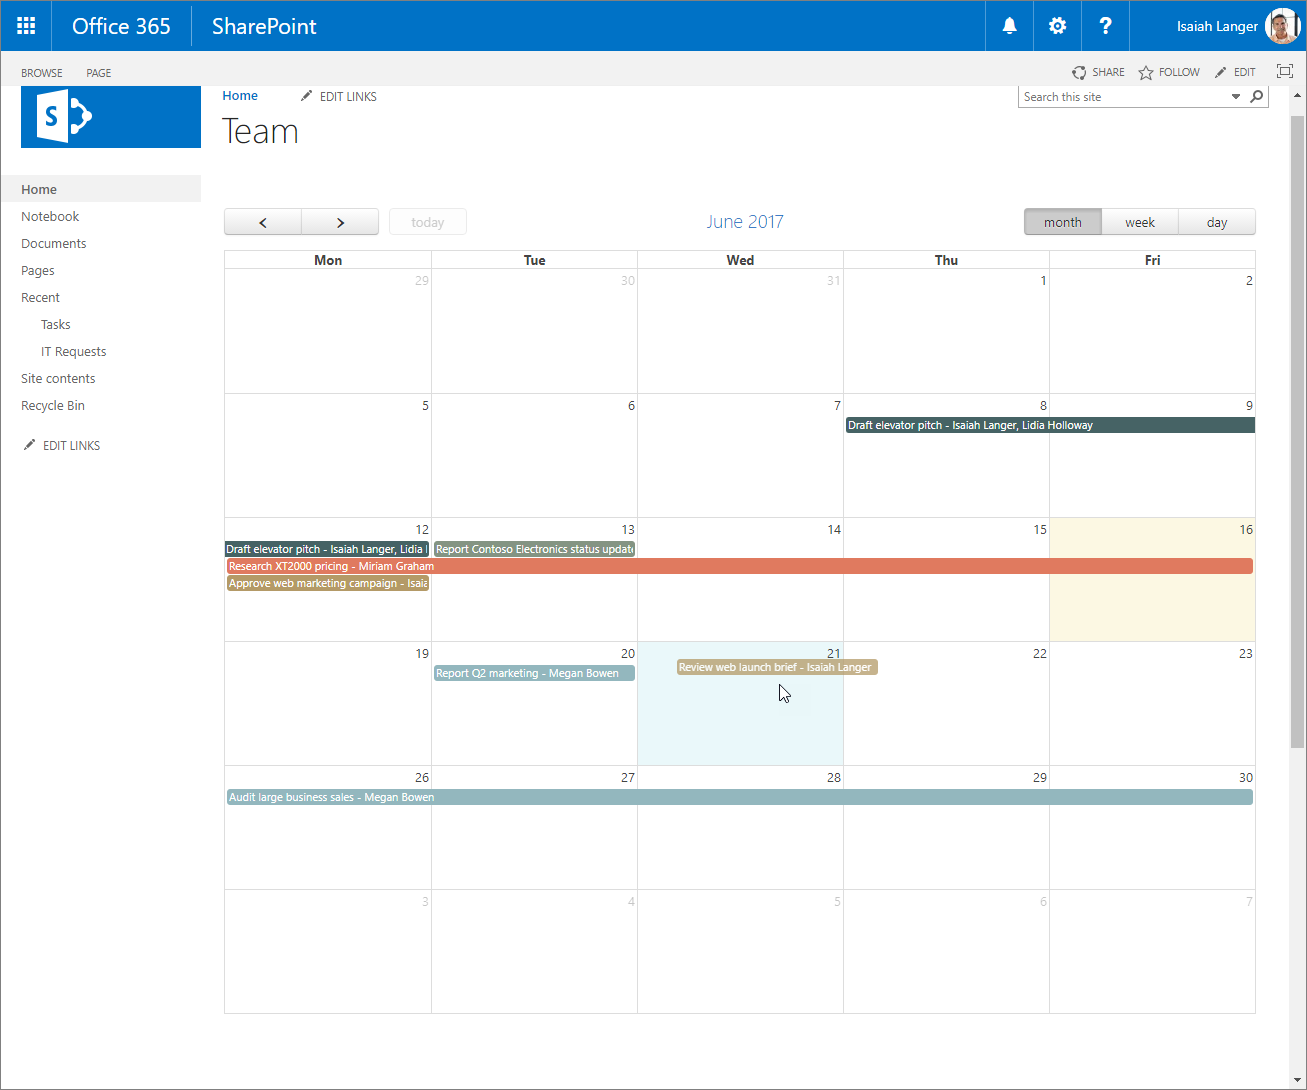 Office 365
SharePoint
?
Isaiah Langer
BROWSE
PAGE
SHARE
FOLLOW
EDIT
S
Home
EDIT LINKS
Search this site
Team
Home
Notebook
Documents
Pages
Recent
Tasks
IT Requests
Site contents
Recycle Bin
EDIT LINKS
< >
today
June 2017
month
week
day
Mon Tue Wed Thu Fri
29 30 31 1 2
5 6 7 8 9
Draft elevator pitch - Isaiah Langer, Lidia Holloway
12 13 14 15 16
Draft elevator pitch - Isaiah Langer, Lidia
Report Contoso Electronics status update
Research XT2000 pricing - Miriam Graham
Approve web marketing campaign - Isaia
19 20 21 22 23
Report Q2 marketing - Megan Bowen
Review web launch brief - Isaiah Langer
26 27 28 29 30
Audit large business sales - Megan Bowen
3 4 5 6 7